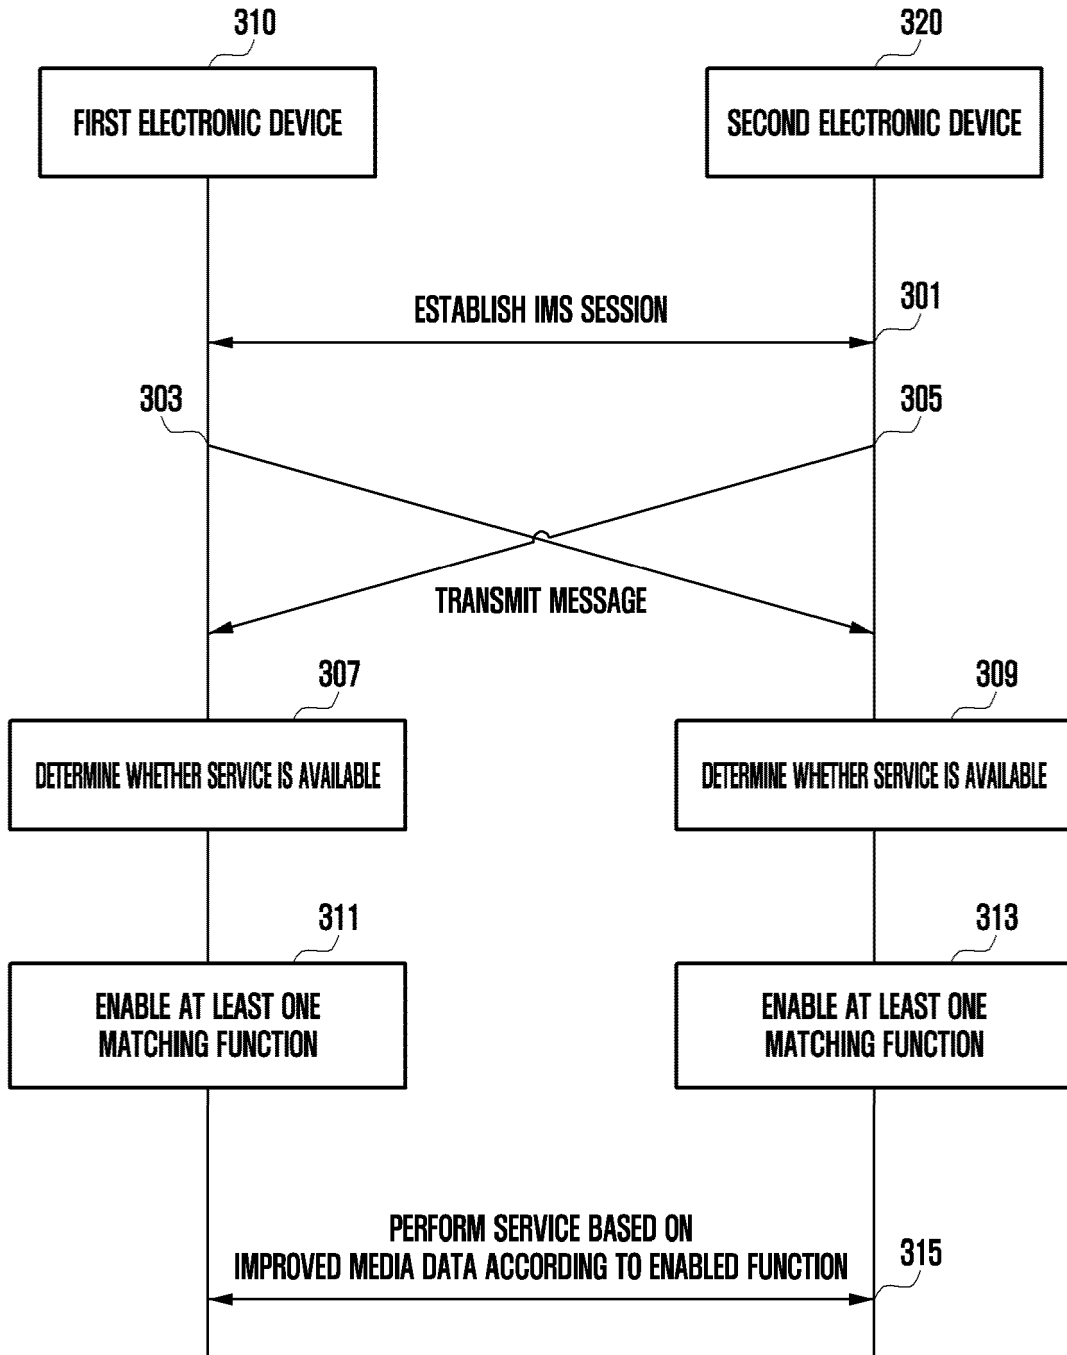 310
320
FIRST ELECTRONIC DEVICE
SECOND ELECTRONIC DEVICE
ESTABLISH IMS SESSION
301
303
305
TRANSMIT MESSAGE
307
309
DETERMINE WHETHER SERVICE IS AVAILABLE
DETERMINE WHETHER SERVICE IS AVAILABLE
311
313
ENABLE AT LEAST ONE
MATCHING FUNCTION
ENABLE AT LEAST ONE
MATCHING FUNCTION
PERFORM SERVICE BASED ON
IMPROVED MEDIA DATA ACCORDING TO ENABLED FUNCTION
315